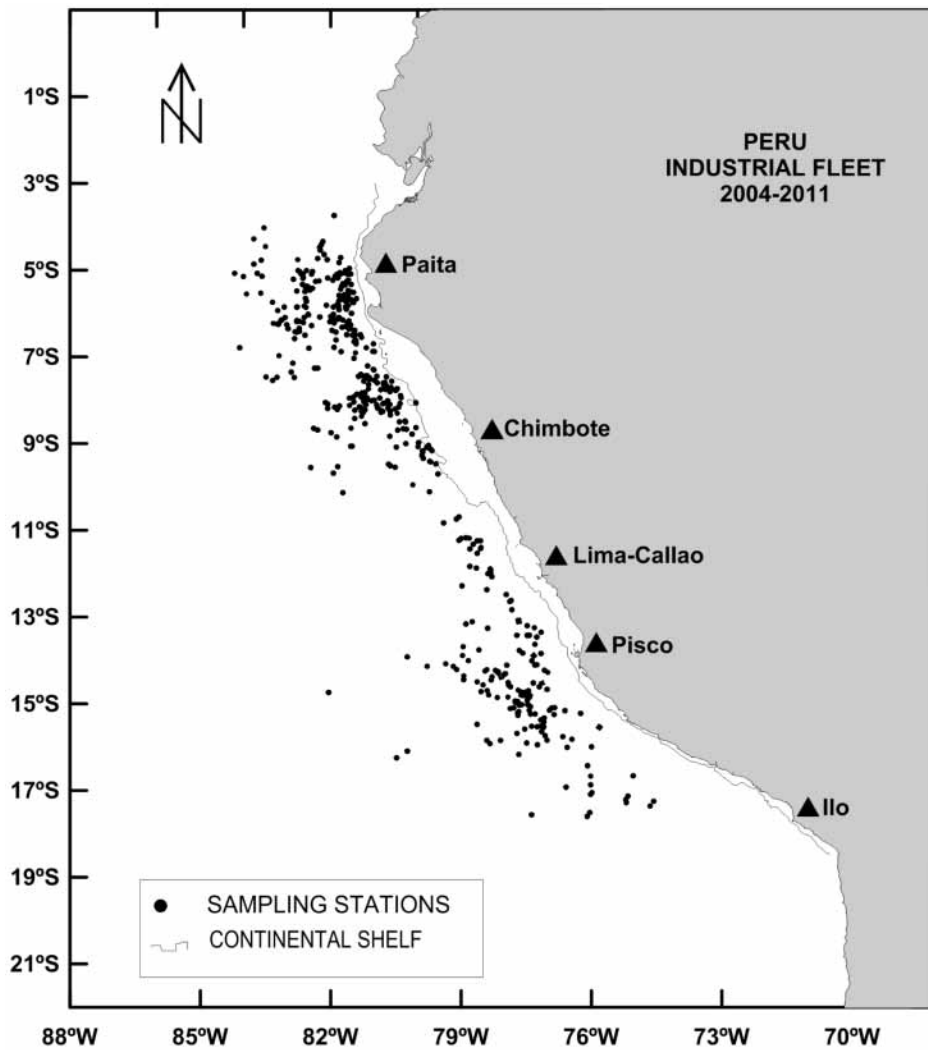 N
1ºS
3ºS
5ºS
7ºS
9ºS
11ºS
13ºS
15ºS
17ºS
19ºS
21ºS
PERU
INDUSTRIAL FLEET
2004-2011
Paita
Chimbote
Lima-Callao
Pisco
Ilo
SAMPLING STATIONS
CONTINENTAL SHELF
88ºW
85ºW
82ºW
79ºW
76ºW
73ºW
70ºW